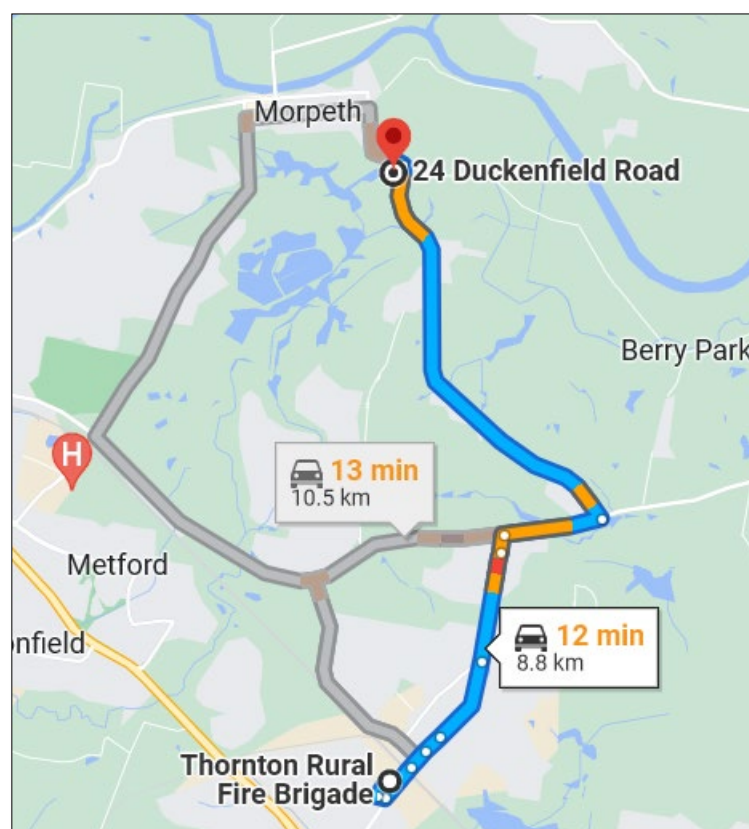 Morpeth
24 Duckenfield Road
Berry Park
H
13 min
10.5 km
Metford
onfield
12 min
8.8 km
Thornton Rural
Fire Brigade